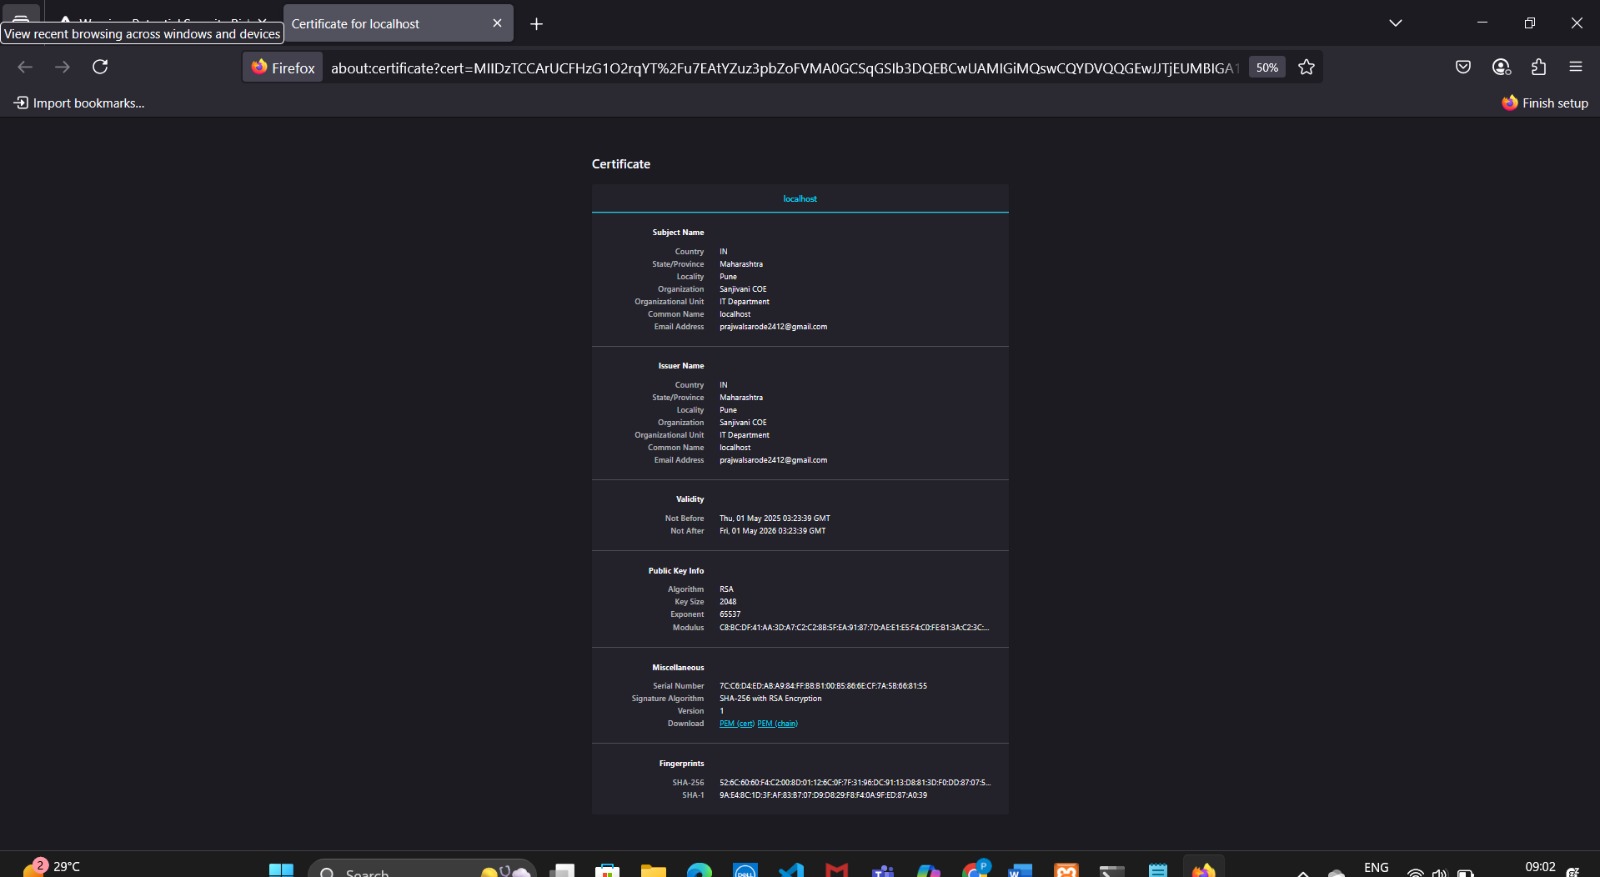 View recent browsing across windows and devices
Certificate for localhost
Firefox
about:certificate?cert=MIIDzTCCArUCFHzG1O2rqYT%2Fu7EAtYZuz3pbZoFVMA0GCSqGSIb3DQEBCwUAMIGiMQswCQYDVQQGEwJJTjEUMBIGA1
50%
Import bookmarks...
Finish setup
Certificate
localhost
Subject Name
Country IN
State/Province Maharashtra
Locality Pune
Organization Sanjivani COE
Organizational Unit IT Department
Common Name localhost
Email Address prajwalsarode2412@gmail.com
Issuer Name
Country IN
State/Province Maharashtra
Locality Pune
Organization Sanjivani COE
Organizational Unit IT Department
Common Name localhost
Email Address prajwalsarode2412@gmail.com
Validity
Not Before Thu, 01 May 2025 03:23:39 GMT
Not After Fri, 01 May 2026 03:23:39 GMT
Public Key Info
Algorithm RSA
Key Size 2048
Exponent 65537
Modulus C8:BC:DF:41:AA:3D:A7:C2:C2:8B:5F:EA:91:87:7D:AE:E1:E5:F4:C0:FE:B1:3A:C2:3C:...
Miscellaneous
Serial Number 7C:C6:D4:ED:AB:A9:84:FF:BB:B1:00:B5:86:6E:CF:7A:5B:66:81:55
Signature Algorithm SHA-256 with RSA Encryption
Version 1
Download PEM (cert) PEM (chain)
Fingerprints
SHA-256 52:6C:60:60:F4:C2:00:8D:01:12:6C:0F:7F:31:96:DC:91:13:D8:81:3D:F0:DD:87:07:5...
SHA-1 9A:E4:8C:1D:3F:AF:83:B7:07:D9:D8:29:F8:F4:0A:9F:ED:87:A0:39
2
29°C
Search
ENG
09:02